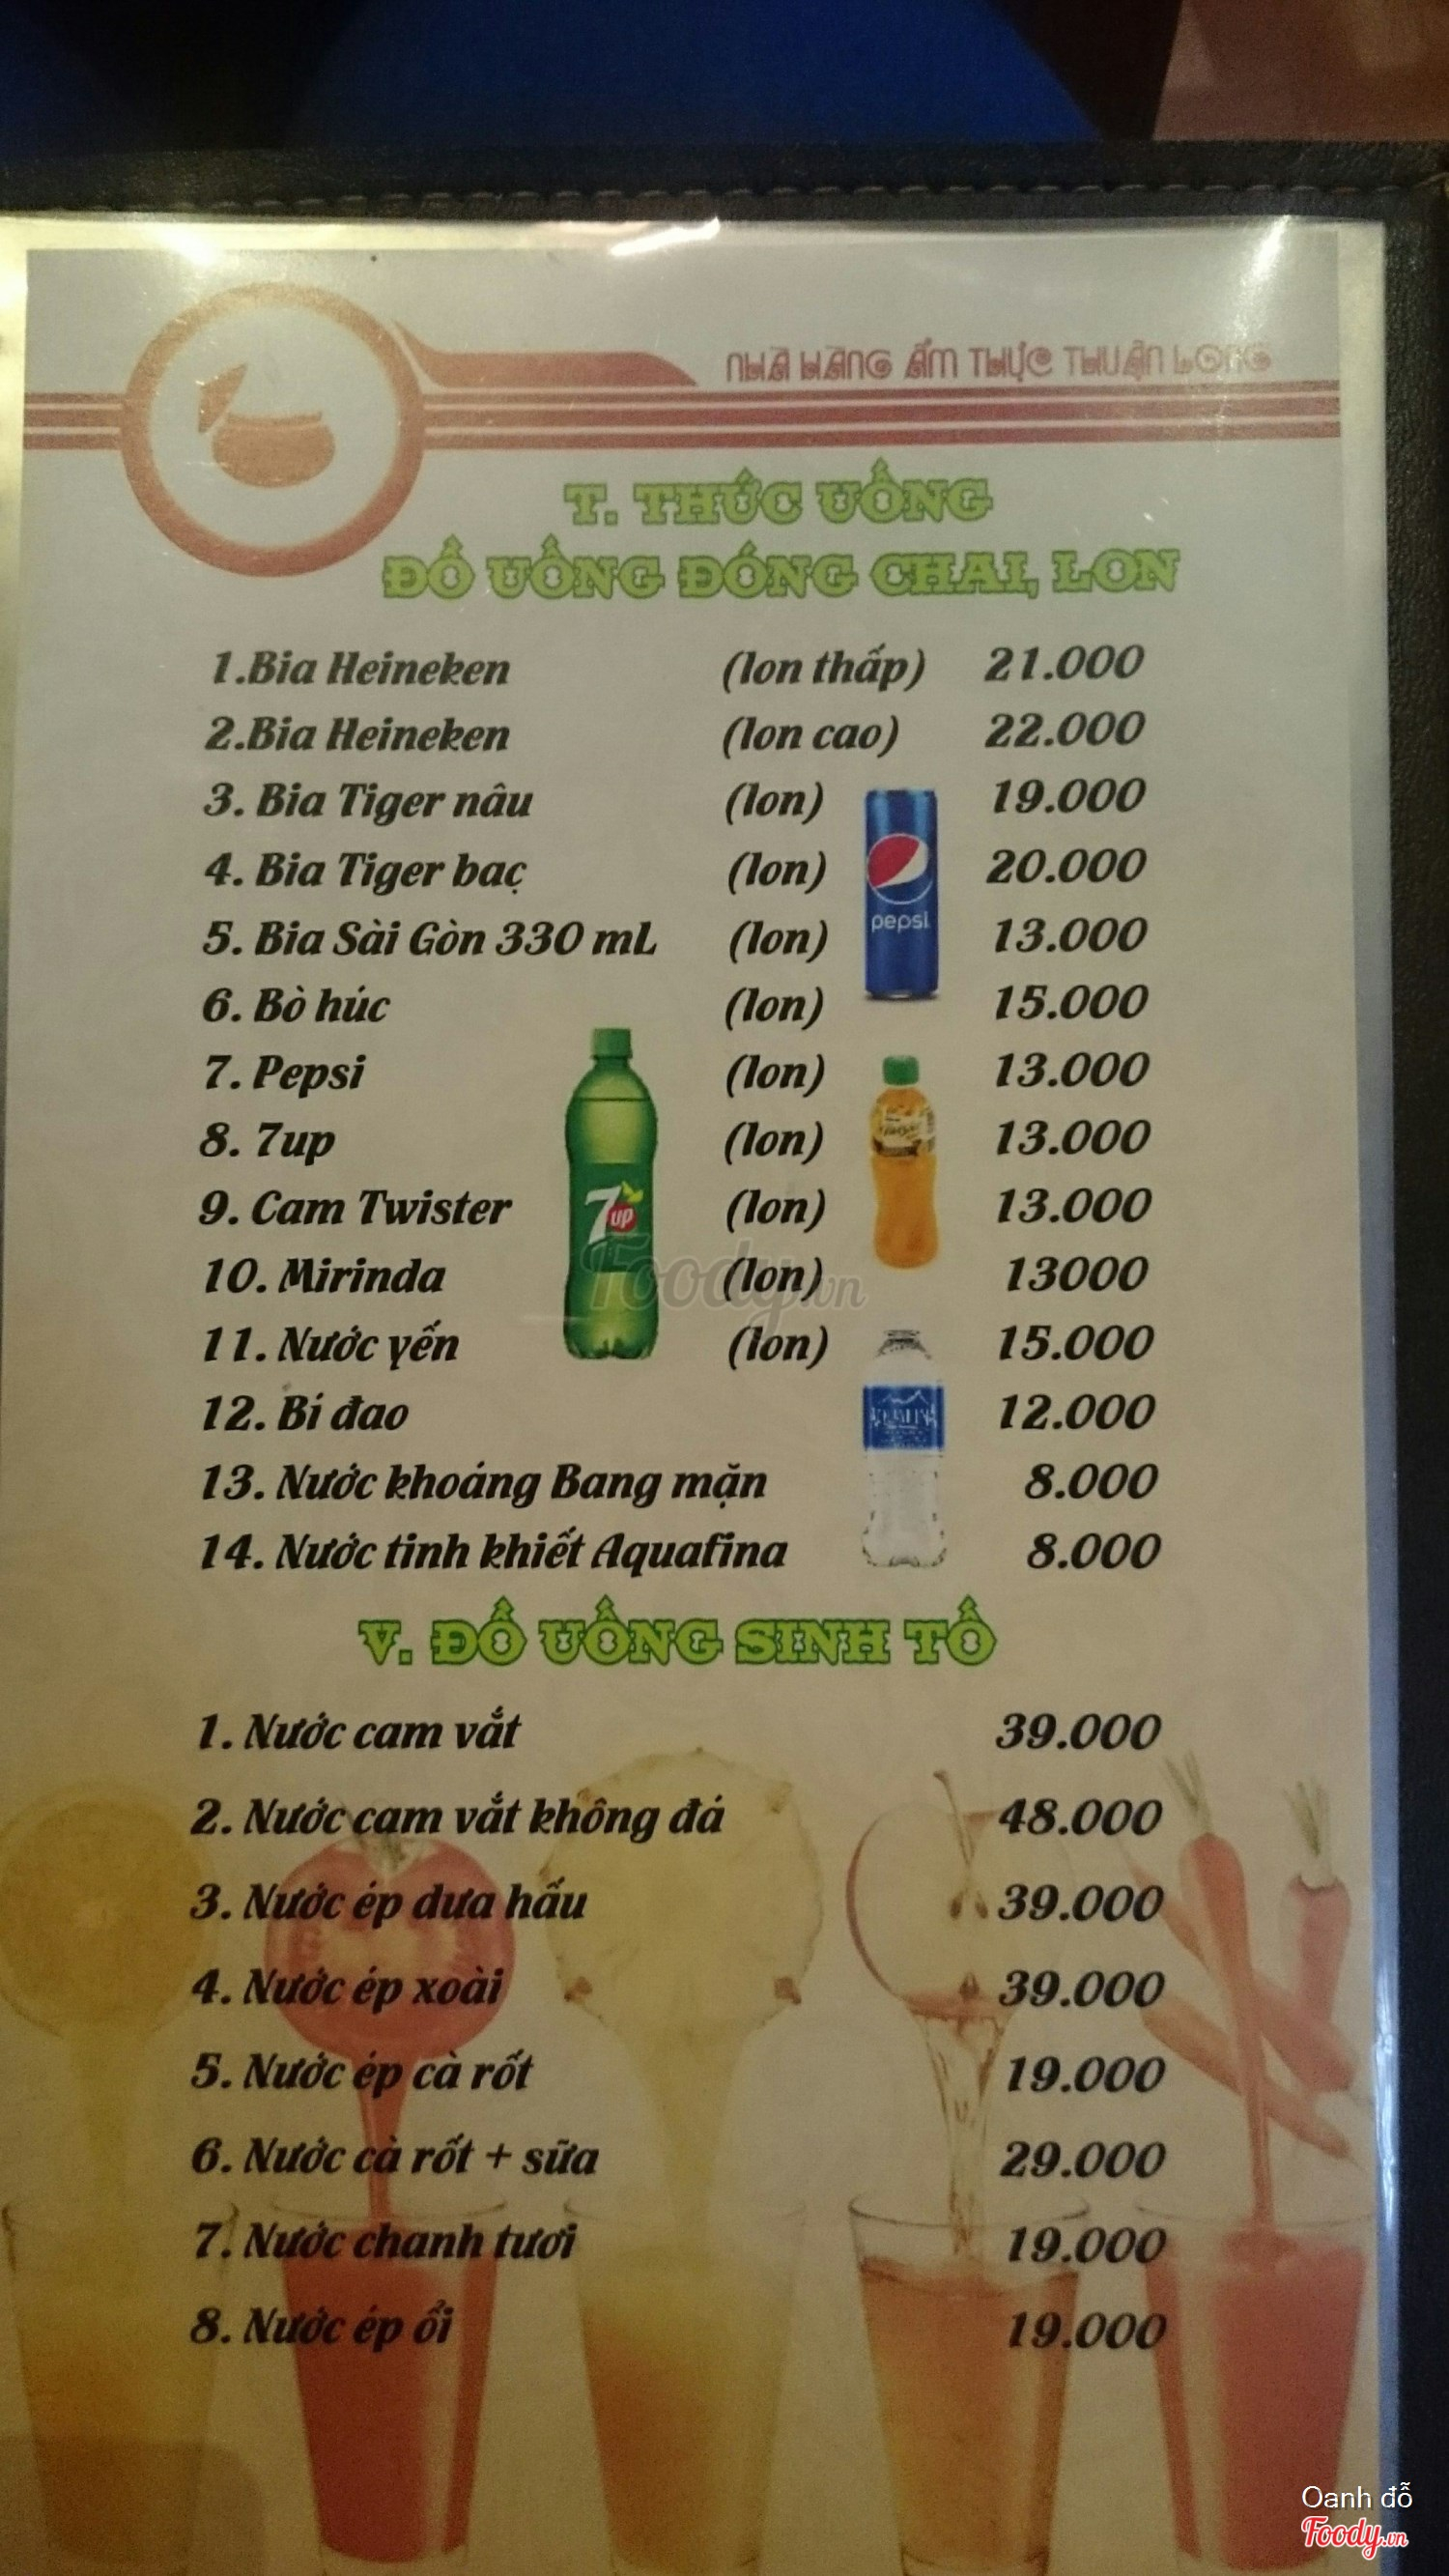 NHÀ HÀNG ẨM THỰC THUẬN LONG
T. THỨC UỐNG
ĐỒ UỐNG ĐÓNG CHAI, LON
1.Bia Heineken (lon thấp) 21.000
2.Bia Heineken (lon cao) 22.000
3. Bia Tiger nâu (lon) 19.000
4. Bia Tiger bạc (lon) 20.000
pepsi
5. Bia Sài Gòn 330 mL (lon) 13.000
6. Bò húc (lon) 15.000
7. Pepsi (lon) 13.000
8. 7up (lon) 13.000
9. Cam Twister (lon) 13.000
7up
Foody.vn
10. Mirinda (lon) 13000
11. Nước yến (lon) 15.000
12. Bí đao 12.000
AQUAFINA
13. Nước khoáng Bang mặn 8.000
14. Nước tinh khiết Aquafina 8.000
V. ĐỒ UỐNG SINH TỐ
1. Nước cam vắt 39.000
2. Nước cam vắt không đá 48.000
3. Nước ép dưa hấu 39.000
4. Nước ép xoài 39.000
5. Nước ép cà rốt 19.000
6. Nước cà rốt + sữa 29.000
7. Nước chanh tươi 19.000
8. Nước ép ổi 19.000
Oanh đỗ
Foody.vn